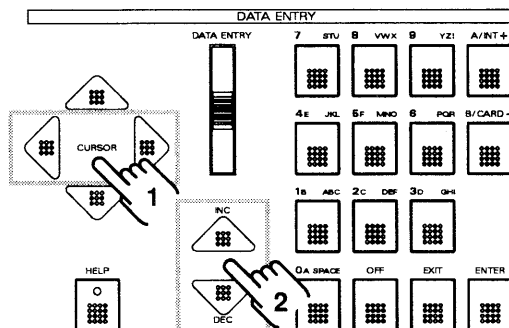 DATA ENTRY
DATA ENTRY
7 STU 8 VWX 9 YZ! A/INT+
4E JKL 5F MNO 6 PQR B/CARD-
CURSOR
1
1B ABC 2C DEF 3D GHI
INC
HELP
0A SPACE OFF EXIT ENTER
2
DEC